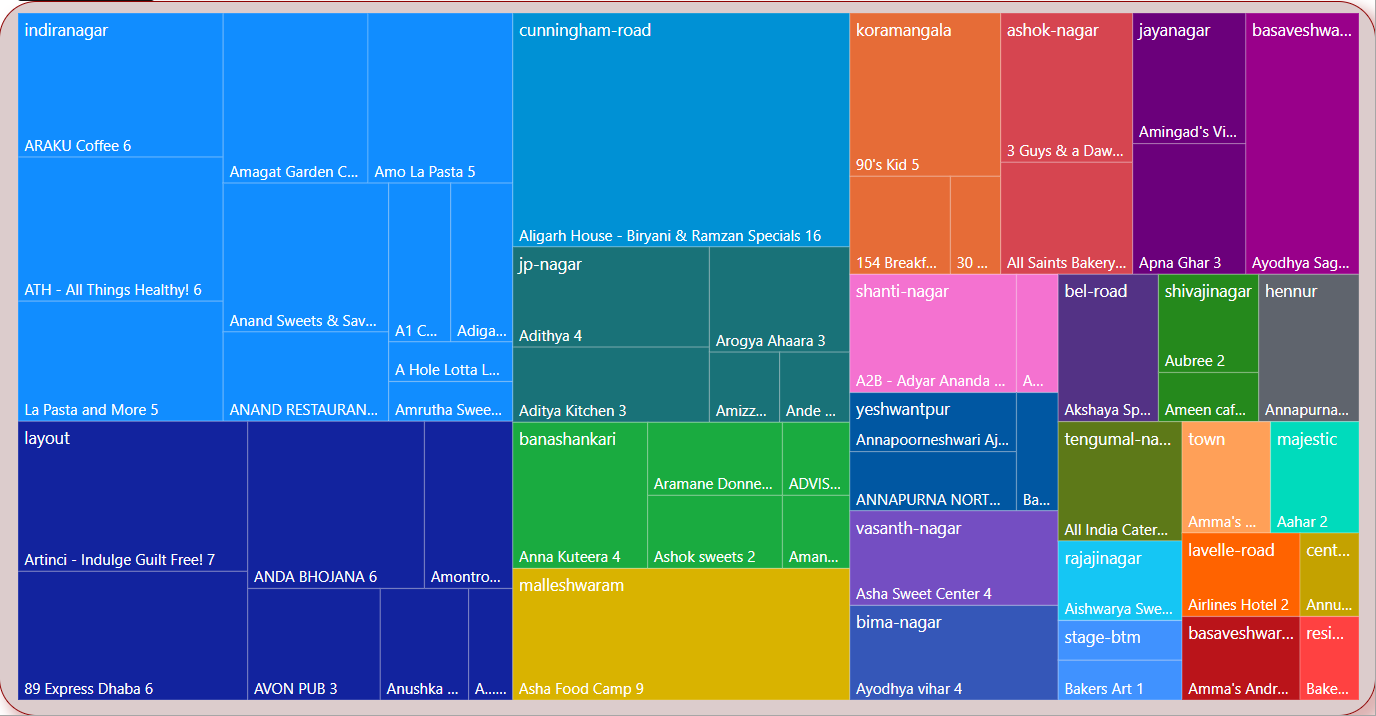 indiranagar
ARAKU Coffee 6
ATH - All Things Healthy! 6
La Pasta and More 5
Amagat Garden C...
Amo La Pasta 5
Anand Sweets & Sav...
ANAND RESTAURAN...
A1 C...
Adiga...
A Hole Lotta L...
Amrutha Swee...
layout
Artinci - Indulge Guilt Free! 7
89 Express Dhaba 6
ANDA BHOJANA 6
Amontro...
AVON PUB 3
Anushka ...
A......
cunningham-road
Aligarh House - Biryani & Ramzan Specials 16
jp-nagar
Adithya 4
Aditya Kitchen 3
Arogya Ahaara 3
Amizz...
Ande ...
banashankari
Anna Kuteera 4
Aramane Donne...
ADVIS...
Ashok sweets 2
Aman...
malleshwaram
Asha Food Camp 9
koramangala
90's Kid 5
154 Breakf...
30 ...
ashok-nagar
3 Guys & a Daw...
All Saints Bakery...
jayanagar
Amingad's Vi...
Apna Ghar 3
basaveshwa...
Ayodhya Sag...
shanti-nagar
A2B - Adyar Ananda ...
A...
yeshwantpur
Annapoorneshwari Aj...
ANNAPURNA NORT...
Ba...
vasanth-nagar
Asha Sweet Center 4
bima-nagar
Ayodhya vihar 4
bel-road
Akshaya Sp...
shivajinagar
Aubree 2
Ameen caf...
hennur
Annapurna...
tengumal-na...
All India Cater...
rajajinagar
Aishwarya Swe...
stage-btm
Bakers Art 1
town
Amma's ...
majestic
Aahar 2
lavelle-road
Airlines Hotel 2
cent...
Annu...
basaveshwar...
Amma's Andr...
resi...
Bake...